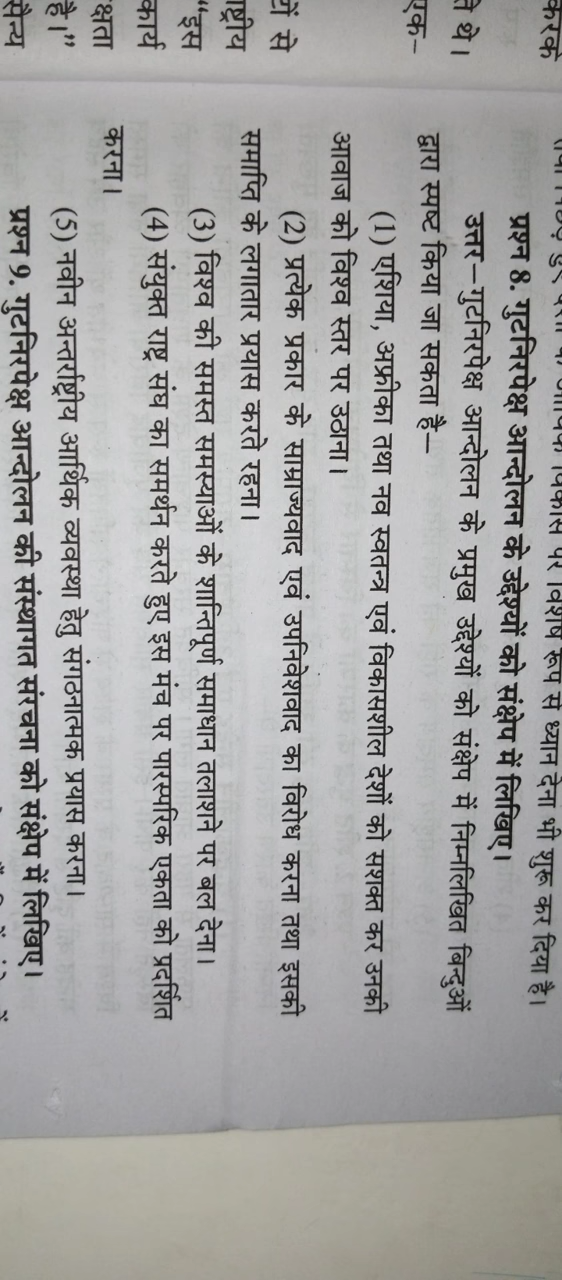 करके
थे।
एक–
में से
ष्ट्रीय
“इस
कार्य
क्षता
है।”
सैन्य
विकास पर विशेष रूप से ध्यान देना भी शुरू कर दिया है।
प्रश्न 8. गुटनिरपेक्ष आन्दोलन के उद्देश्यों को संक्षेप में लिखिए।
उत्तर–गुटनिरपेक्ष आन्दोलन के प्रमुख उद्देश्यों को संक्षेप में निम्नलिखित बिन्दुओं
द्वारा स्पष्ट किया जा सकता है—
(1) एशिया, अफ्रीका तथा नव स्वतन्त्र एवं विकासशील देशों को सशक्त कर उनकी
आवाज को विश्व स्तर पर उठाना।
(2) प्रत्येक प्रकार के साम्राज्यवाद एवं उपनिवेशवाद का विरोध करना तथा इसकी
समाप्ति के लगातार प्रयास करते रहना।
(3) विश्व की समस्त समस्याओं के शान्तिपूर्ण समाधान तलाशने पर बल देना।
(4) संयुक्त राष्ट्र संघ का समर्थन करते हुए इस मंच पर पारस्परिक एकता को प्रदर्शित
करना।
(5) नवीन अन्तर्राष्ट्रीय आर्थिक व्यवस्था हेतु संगठनात्मक प्रयास करना।
प्रश्न 9. गुटनिरपेक्ष आन्दोलन की संस्थागत संरचना को संक्षेप में लिखिए।